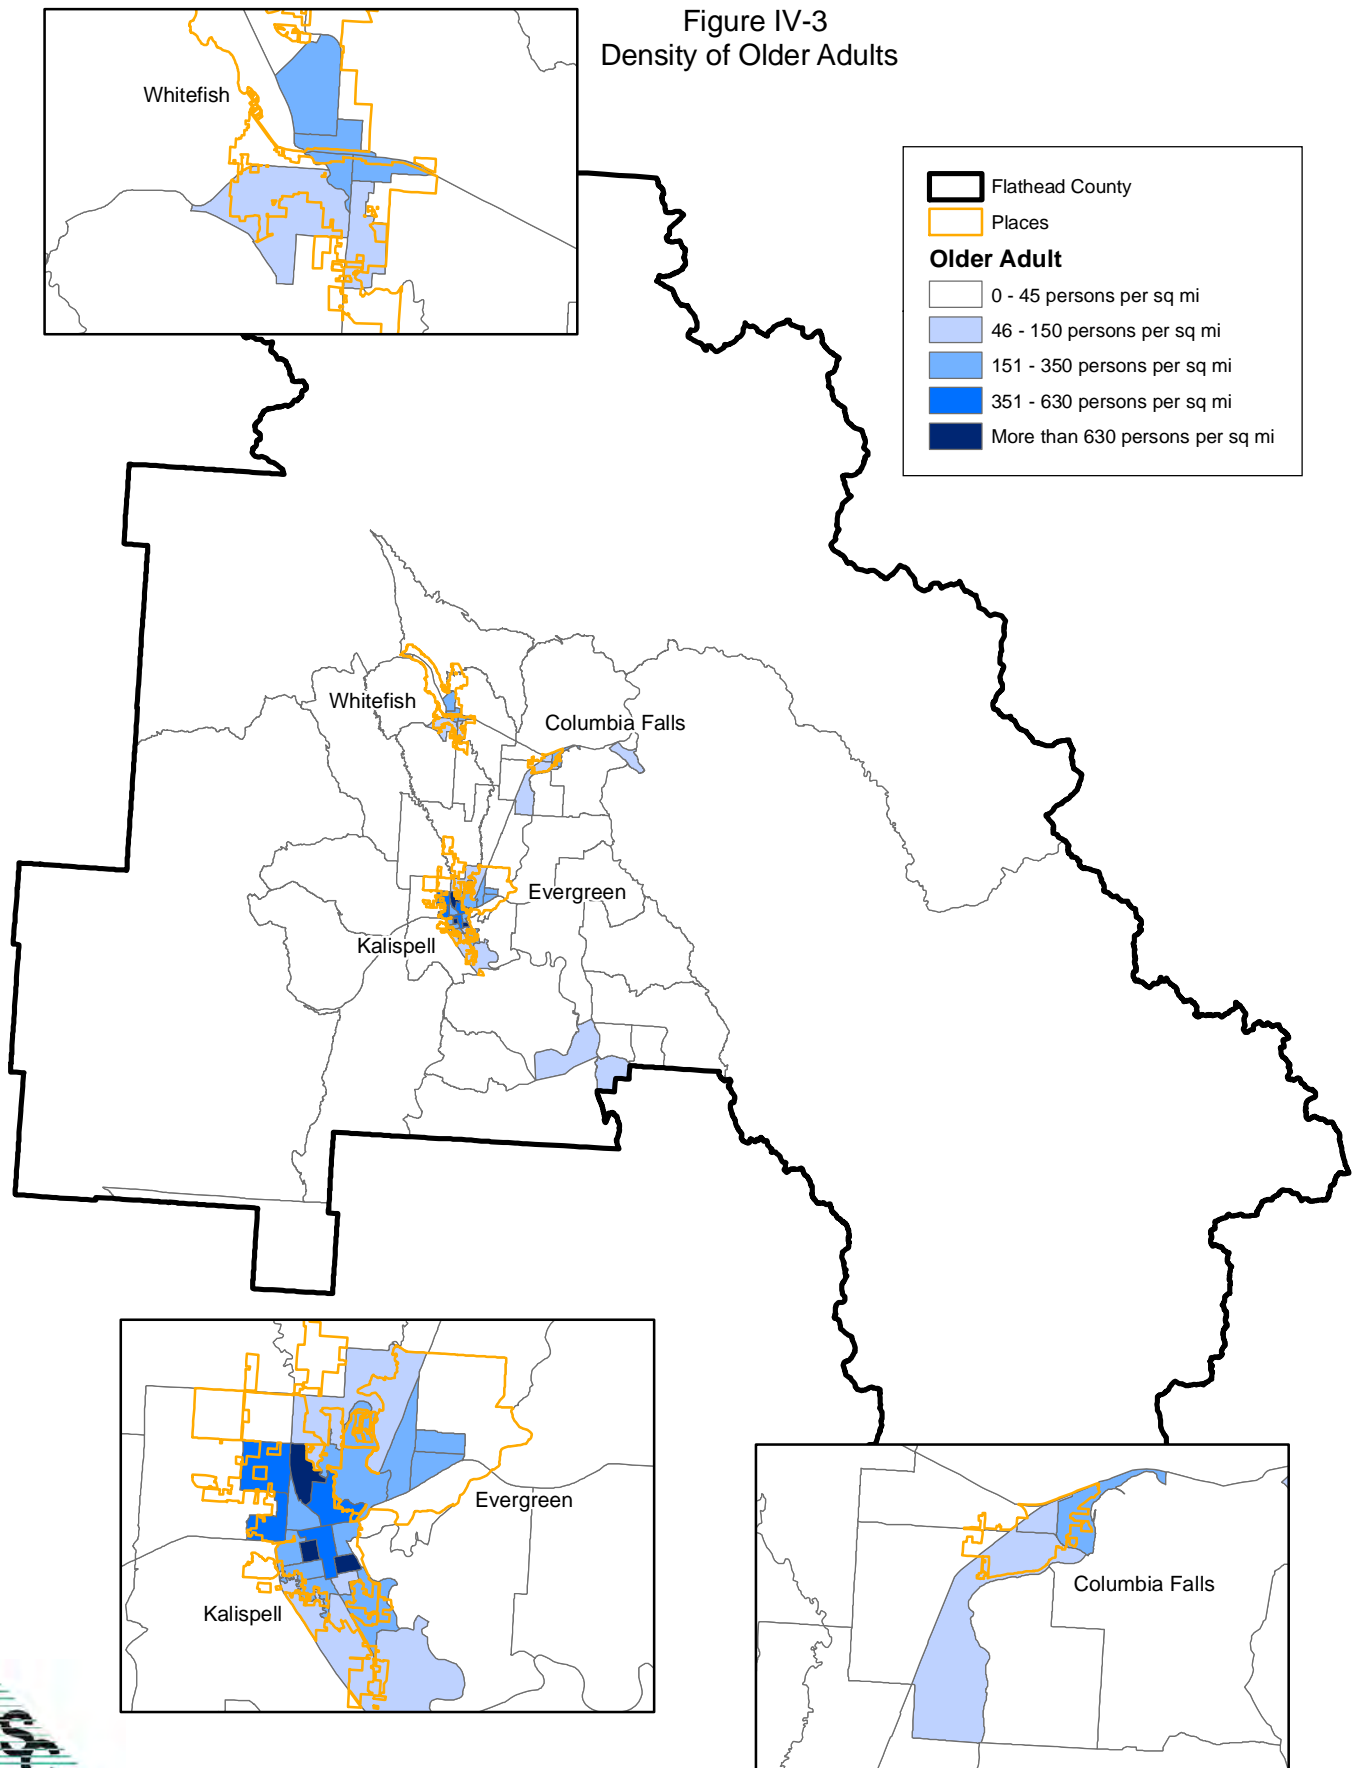 Figure IV-3
Density of Older Adults
Whitefish
Flathead County
Places
Older Adult
0 - 45 persons per sq mi
46 - 150 persons per sq mi
151 - 350 persons per sq mi
351 - 630 persons per sq mi
More than 630 persons per sq mi
Whitefish
Columbia Falls
Evergreen
Kalispell
Evergreen
Kalispell
Columbia Falls